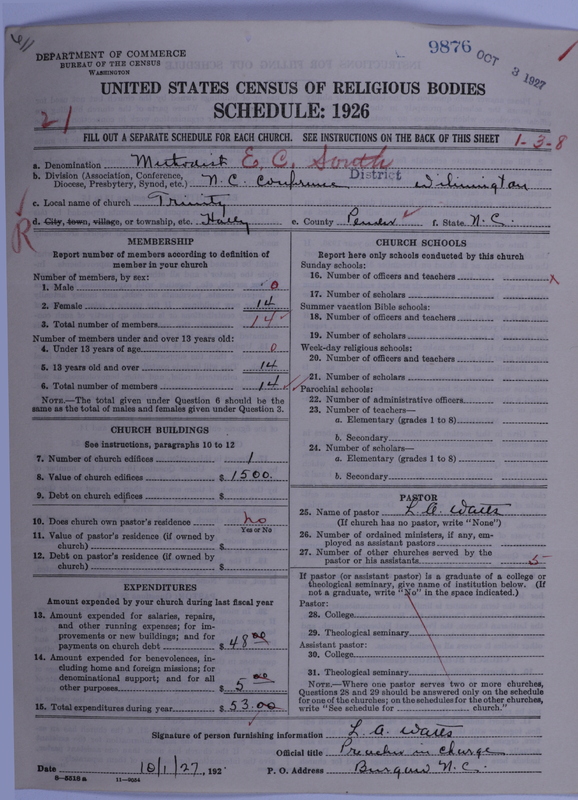 611
DEPARTMENT OF COMMERCE
BUREAU OF THE CENSUS
WASHINGTON
9876 OCT 3 1927
UNITED STATES CENSUS OF RELIGIOUS BODIES
SCHEDULE: 1926
21
FILL OUT A SEPARATE SCHEDULE FOR EACH CHURCH. SEE INSTRUCTIONS ON THE BACK OF THIS SHEET
1-3-8
a. Denomination Methodist E. C. South
b. Division (Association, Conference, Diocese, Presbytery, Synod, etc.) N. C. Conference District Wilmington
c. Local name of church Trinity
d. City, town, village, or township, etc. Holly e. County Pender f. State N. C.
R
MEMBERSHIP
Report number of members according to definition of
member in your church
Number of members, by sex:
1. Male 0
2. Female 14
3. Total number of members 14
Number of members under and over 13 years old:
4. Under 13 years of age 0
5. 13 years old and over 14
6. Total number of members 14
NOTE.—The total given under Question 6 should be the
same as the total of males and females given under Question 3.
CHURCH BUILDINGS
See instructions, paragraphs 10 to 12
7. Number of church edifices 1
8. Value of church edifices $ 1500.
9. Debt on church edifices $
10. Does church own pastor's residence No
Yes or No
11. Value of pastor's residence (if owned by
church) $
12. Debt on pastor's residence (if owned by
church) $
EXPENDITURES
Amount expended by your church during last fiscal year
13. Amount expended for salaries, repairs,
and other running expences; for im-
provements or new buildings; and for
payments on church debt $ 48 00
14. Amount expended for benevolences, in-
cluding home and foreign missions; for
denominational support; and for all
other purposes $ 5 00
15. Total expenditures during year $ 53.00
CHURCH SCHOOLS
Report here only schools conducted by this church
Sunday schools:
16. Number of officers and teachers x
17. Number of scholars
Summer vacation Bible schools:
18. Number of officers and teachers
19. Number of scholars
Week-day religious schools:
20. Number of officers and teachers
21. Number of scholars
Parochial schools:
22. Number of administrative officers
23. Number of teachers—
a. Elementary (grades 1 to 8)
b. Secondary
24. Number of scholars—
a. Elementary (grades 1 to 8)
b. Secondary
PASTOR
25. Name of pastor L. A. Watts
(If church has no pastor, write "None")
26. Number of ordained ministers, if any, em-
ployed as assistant pastors
27. Number of other churches served by the
pastor or his assistants 5
If pastor (or assistant pastor) is a graduate of a college or
theological seminary, give name of institution below. (If
not a graduate, write "No" in the space indicated.)
Pastor:
28. College
29. Theological seminary
Assistant pastor:
30. College
31. Theological seminary
NOTE.—Where one pastor serves two or more churches,
Questions 28 and 29 should be answered only on the schedule
for one of the churches; on the schedules for the other churches,
write "See schedule for church."
Signature of person furnishing information L. A. Watts
Official title Preacher in charge
Date 10/1/27, 192 P. O. Address Burgaw N. C.
8-5518a 11-9054